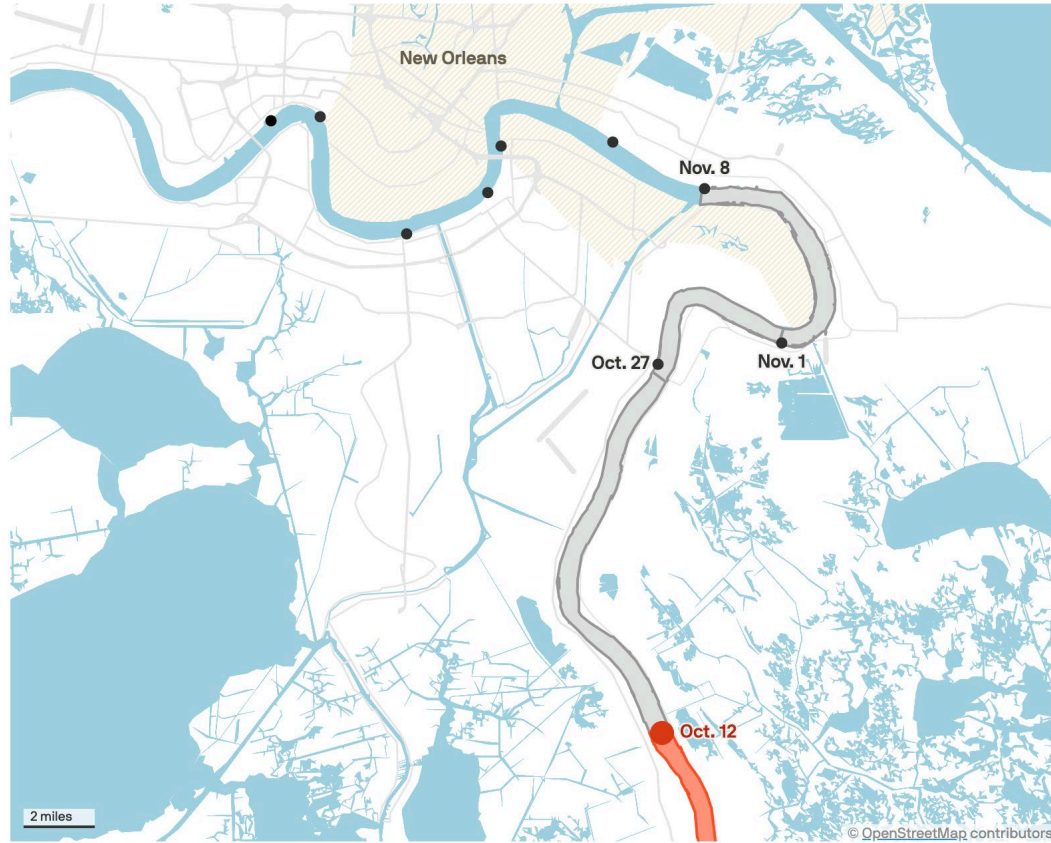 New Orleans
Nov. 8
Oct. 27
Nov. 1
Oct. 12
2 miles
© OpenStreetMap contributors